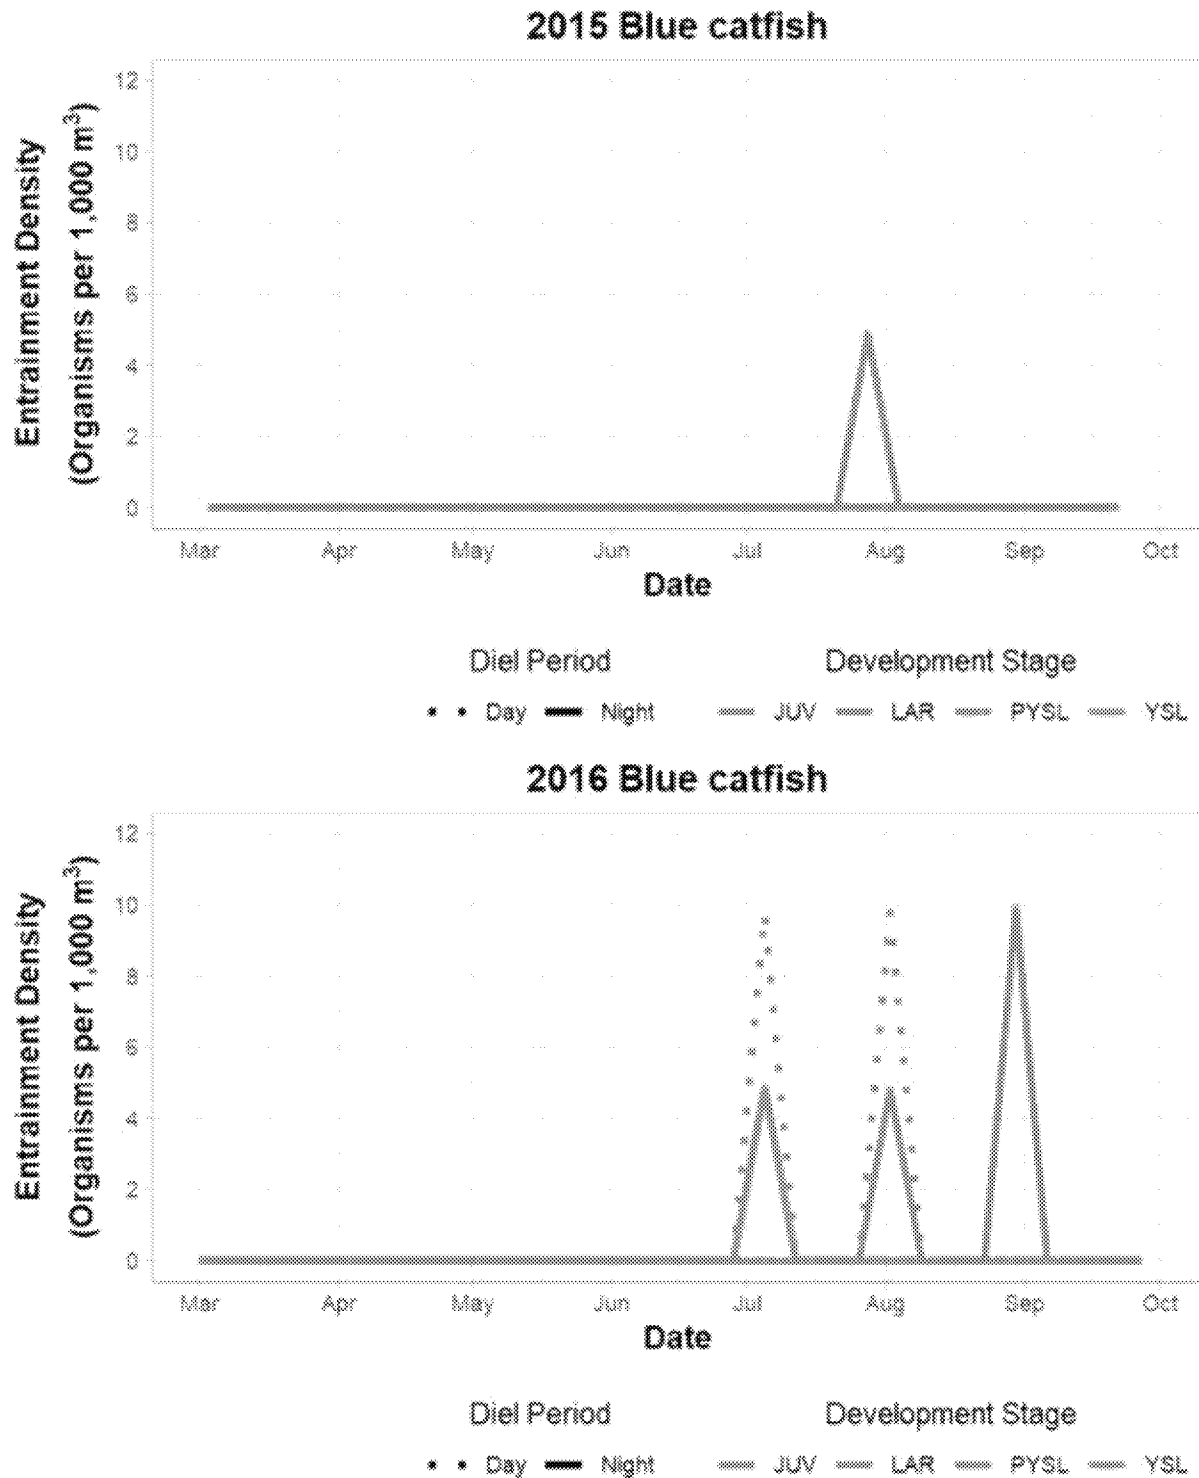 2015 Blue catfish
Entrainment Density
(Organisms per 1,000 m³)
12
10
8
6
4
2
0
Mar Apr May Jun Jul Aug Sep Oct
Date
Diel Period Development Stage
Day Night JUV LAR PYSL YSL
2016 Blue catfish
Entrainment Density
(Organisms per 1,000 m³)
12
10
8
6
4
2
0
Mar Apr May Jun Jul Aug Sep Oct
Date
Diel Period Development Stage
Day Night JUV LAR PYSL YSL